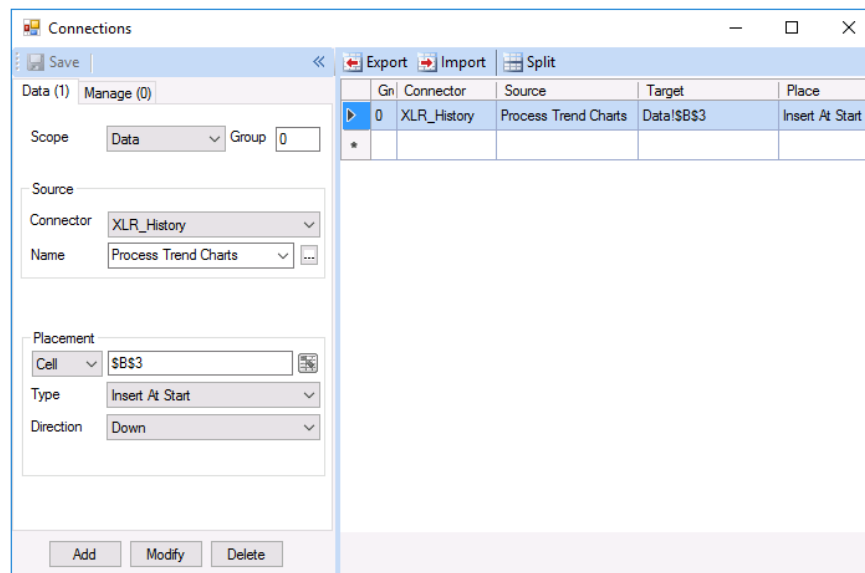 Connections
Save « Export Import Split
Data (1) Manage (0)
Scope Data Group 0
Source
Connector XLR_History
Name Process Trend Charts ...
Placement
Cell $B$3
Type Insert At Start
Direction Down
Add Modify Delete
Gn Connector Source Target Place
0 XLR_History Process Trend Charts Data!$B$3 Insert At Start
*